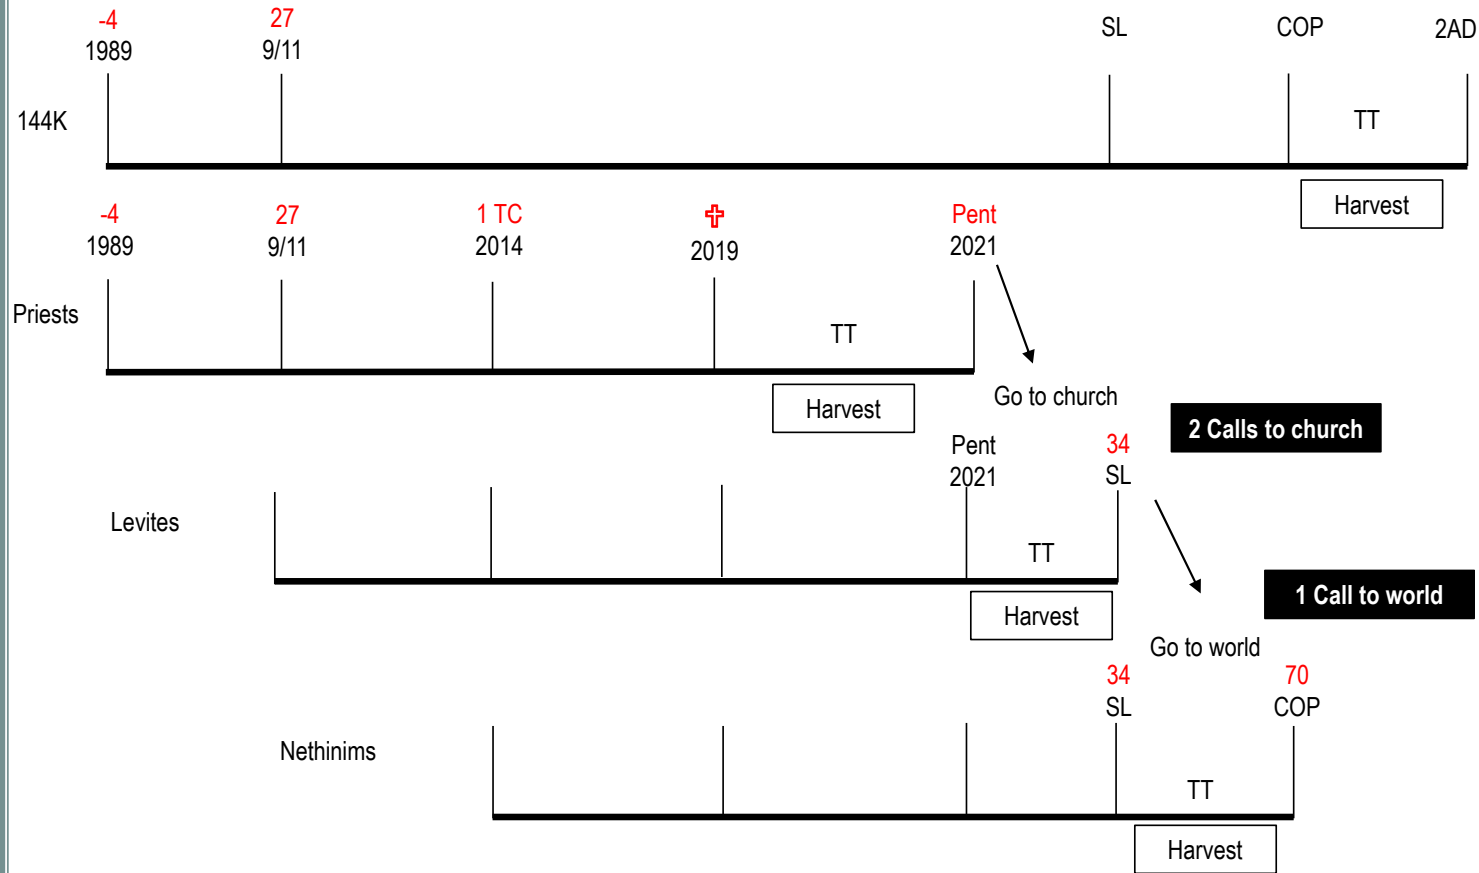 -4
1989
27
9/11
SL
COP
2AD
144K
TT
Harvest
-4
1989
27
9/11
1 TC
2014
✞
2019
Pent
2021
Priests
TT
Harvest
Go to church
2 Calls to church
Pent
2021
34
SL
Levites
TT
Harvest
1 Call to world
Go to world
34
SL
70
COP
Nethinims
TT
Harvest